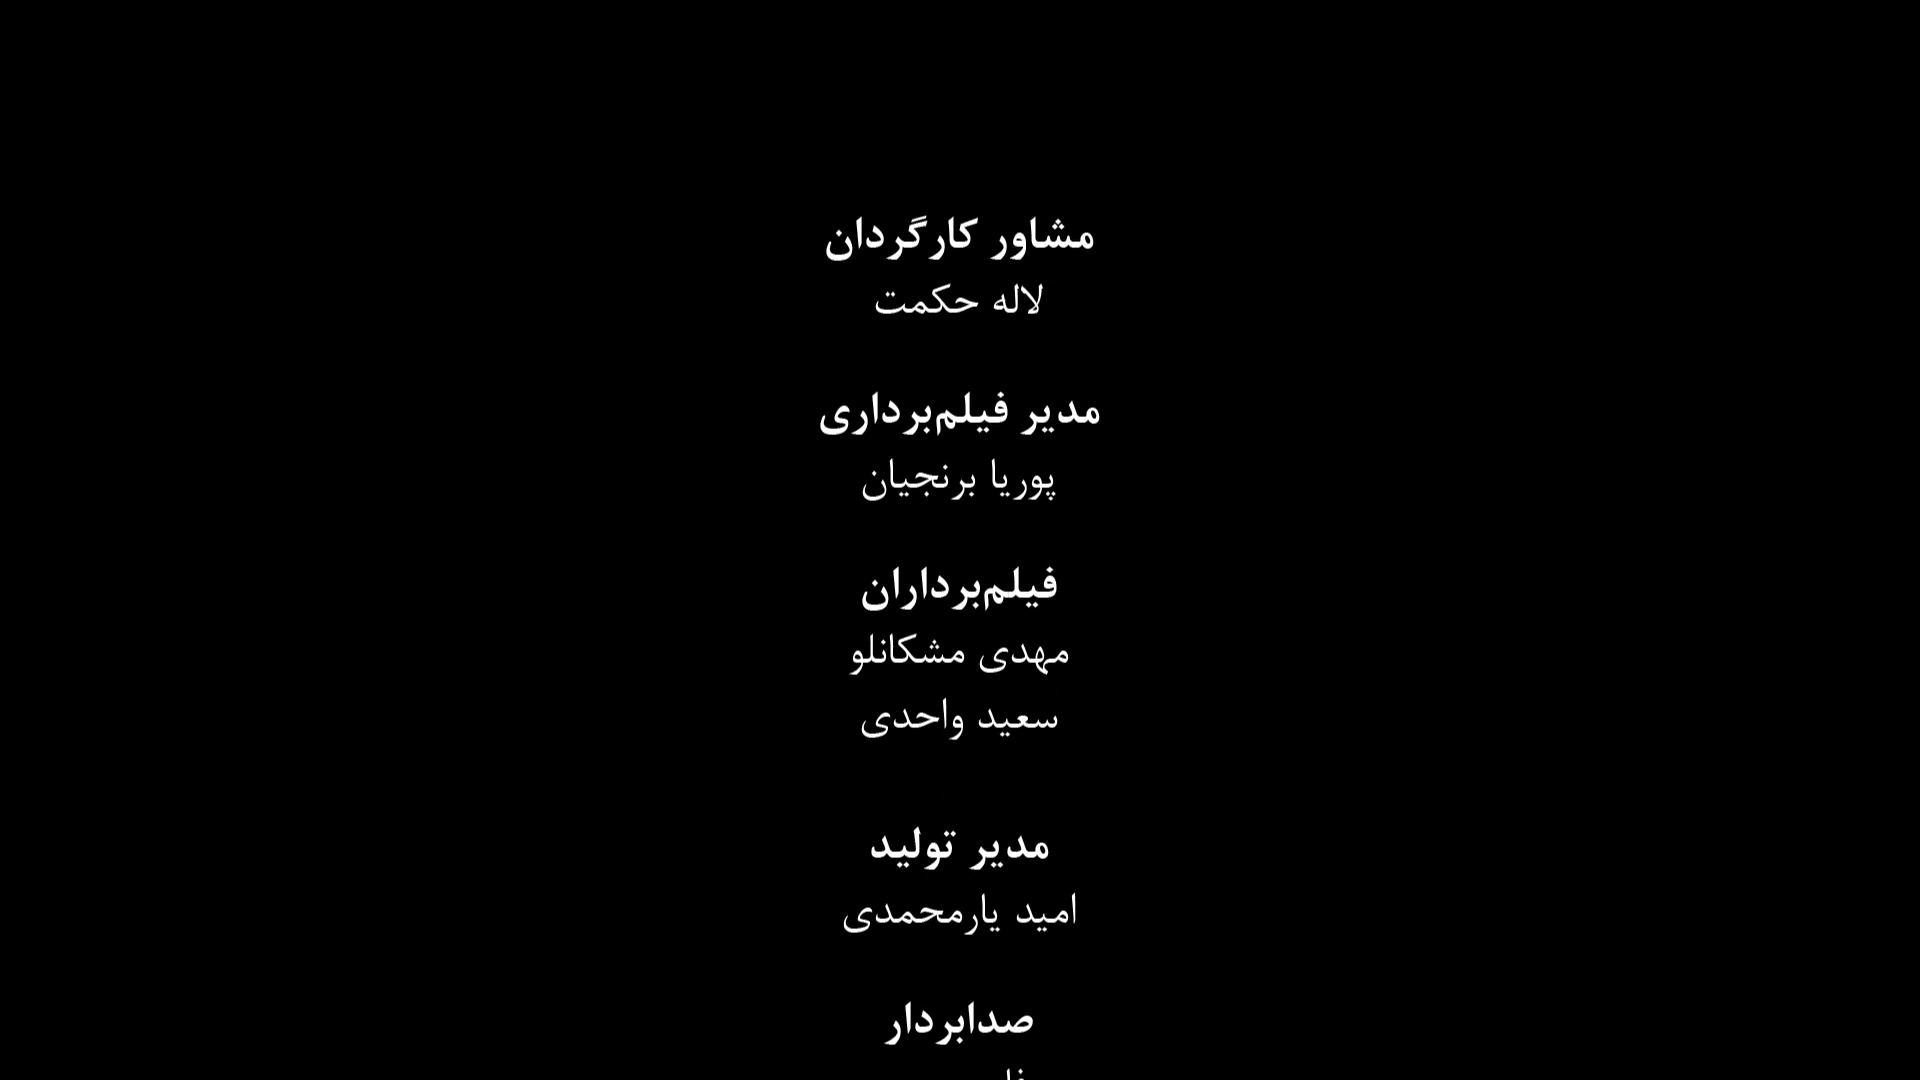 مشاور کارگردان
لاله حکمت
مدیر فیلم‌برداری
پوریا برنجیان
فیلم‌برداران
مهدی مشکانلو
سعید واحدی
مدیر تولید
امید یارمحمدی
صدابردار